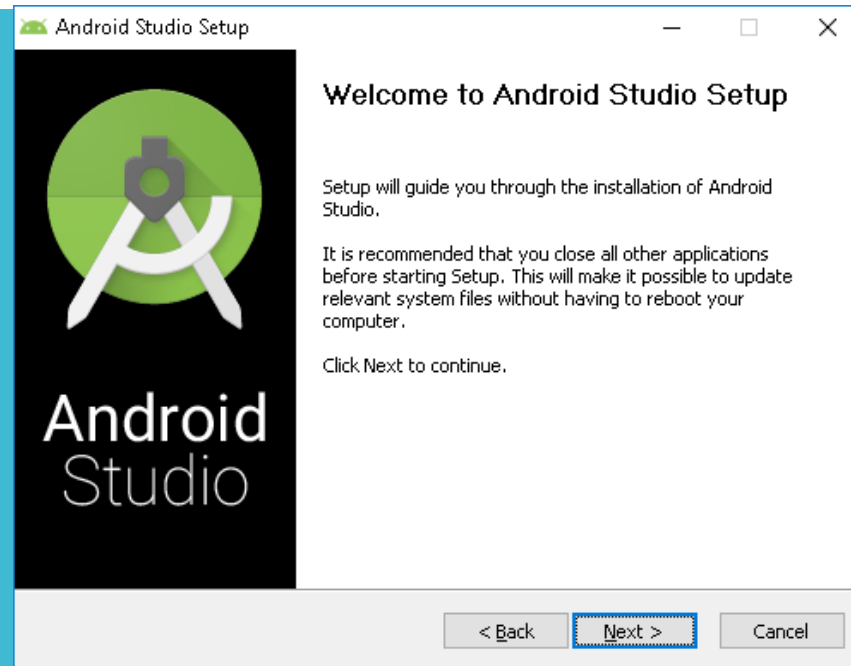 Android Studio Setup
Welcome to Android Studio Setup
Setup will guide you through the installation of Android
Studio.
It is recommended that you close all other applications
before starting Setup. This will make it possible to update
relevant system files without having to reboot your
computer.
Click Next to continue.
Android
Studio
< Back
Next >
Cancel